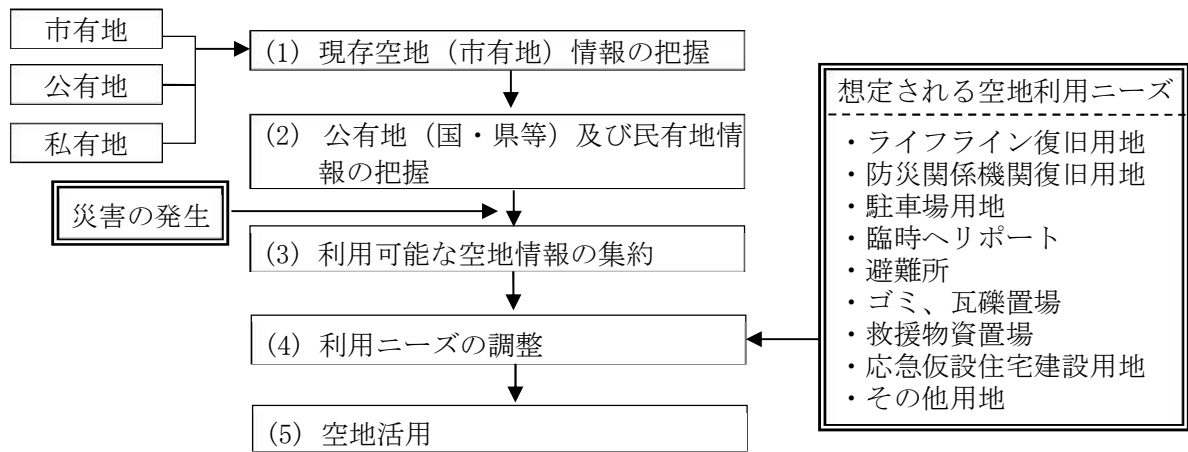 市有地
公有地
私有地
(1) 現存空地（市有地）情報の把握
(2) 公有地（国・県等）及び民有地情
報の把握
災害の発生
(3) 利用可能な空地情報の集約
(4) 利用ニーズの調整
(5) 空地活用
想定される空地利用ニーズ
・ライフライン復旧用地
・防災関係機関復旧用地
・駐車場用地
・臨時ヘリポート
・避難所
・ゴミ、瓦礫置場
・救援物資置場
・応急仮設住宅建設用地
・その他用地